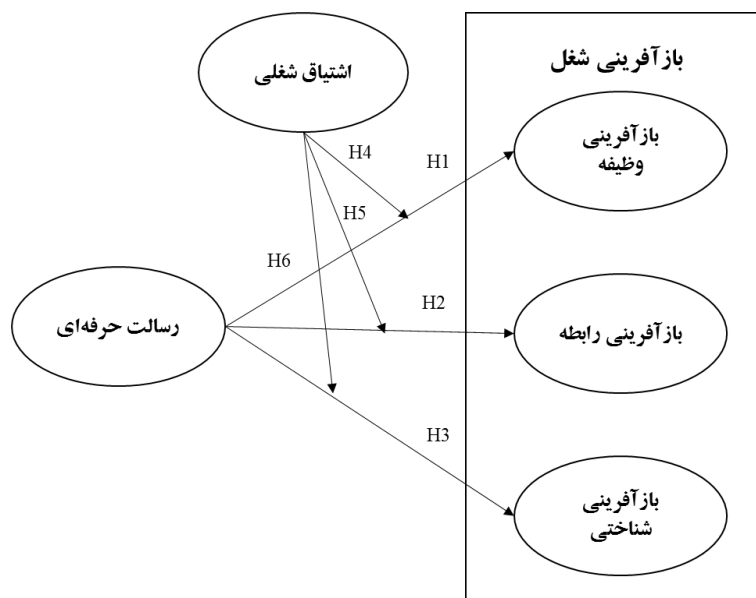 بازآفرینی شغل
اشتیاق شغلی
بازآفرینی
وظیفه
H4
H1
H5
H6
رسالت حرفه‌ای
H2
بازآفرینی رابطه
H3
بازآفرینی
شناختی